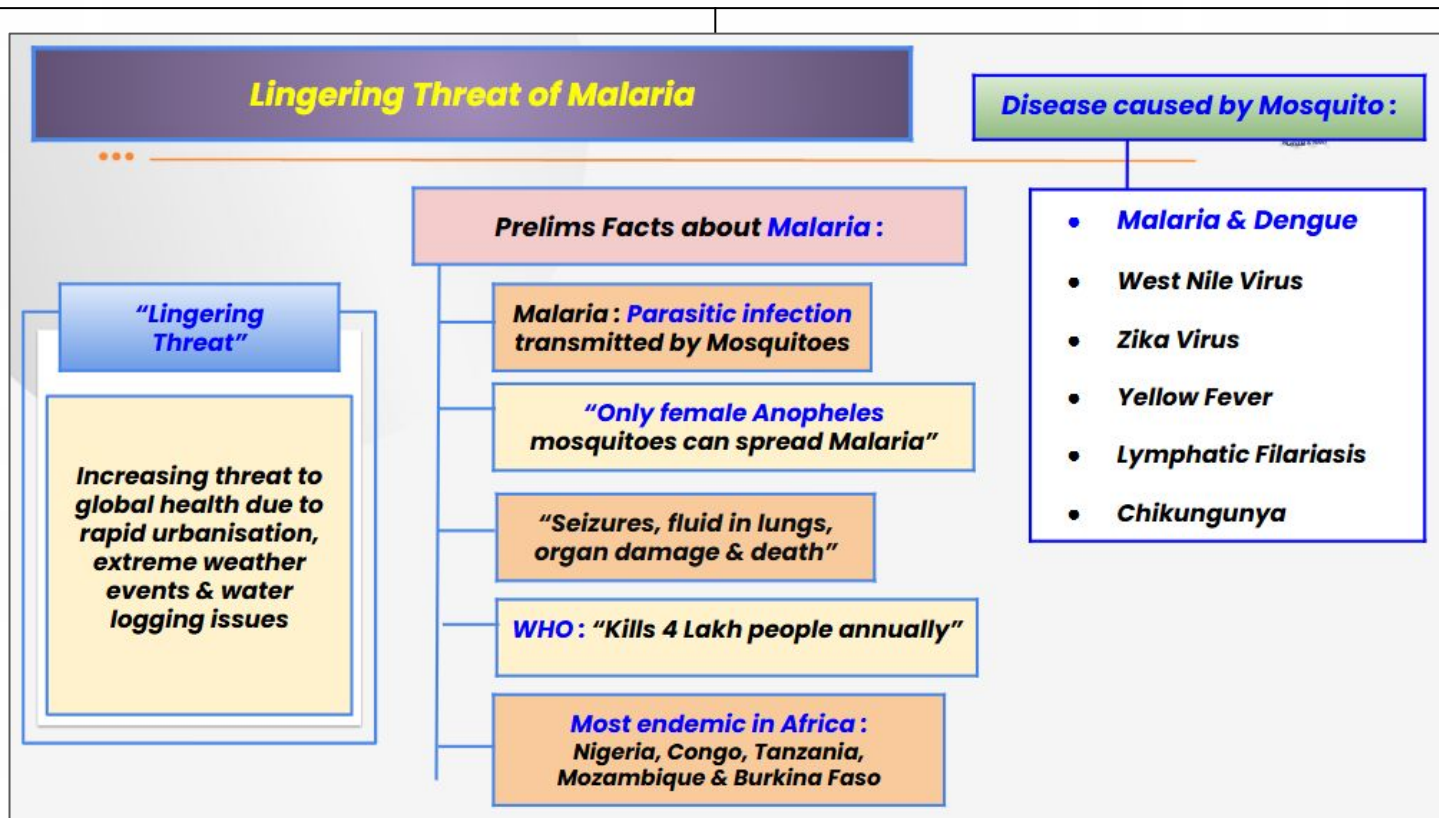 Lingering Threat of Malaria
Disease caused by Mosquito :
Prelims Facts about Malaria :
“Lingering
Threat”
Increasing threat to
global health due to
rapid urbanisation,
extreme weather
events & water
logging issues
Malaria : Parasitic infection
transmitted by Mosquitoes
“Only female Anopheles
mosquitoes can spread Malaria”
“Seizures, fluid in lungs,
organ damage & death”
WHO : “Kills 4 Lakh people annually”
Most endemic in Africa :
Nigeria, Congo, Tanzania,
Mozambique & Burkina Faso
• Malaria & Dengue
• West Nile Virus
• Zika Virus
• Yellow Fever
• Lymphatic Filariasis
• Chikungunya